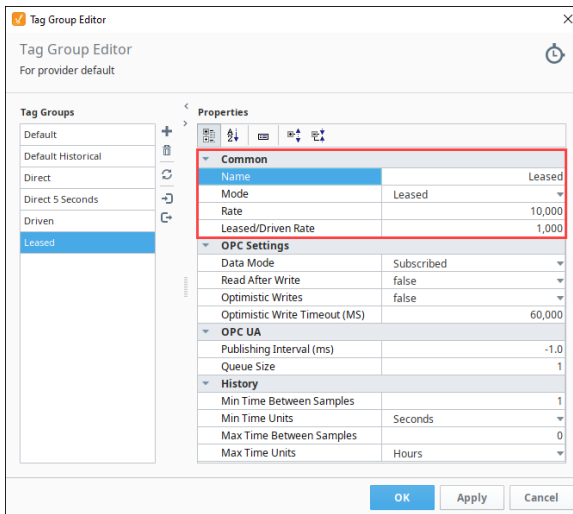 Tag Group Editor
Tag Group Editor
For provider default
Tag Groups
Default
Default Historical
Direct
Direct 5 Seconds
Driven
Leased
Properties
Common
Name Leased
Mode Leased
Rate 10,000
Leased/Driven Rate 1,000
OPC Settings
Data Mode Subscribed
Read After Write false
Optimistic Writes false
Optimistic Write Timeout (MS) 60,000
OPC UA
Publishing Interval (ms) -1.0
Queue Size 1
History
Min Time Between Samples 1
Min Time Units Seconds
Max Time Between Samples 0
Max Time Units Hours
OK Apply Cancel